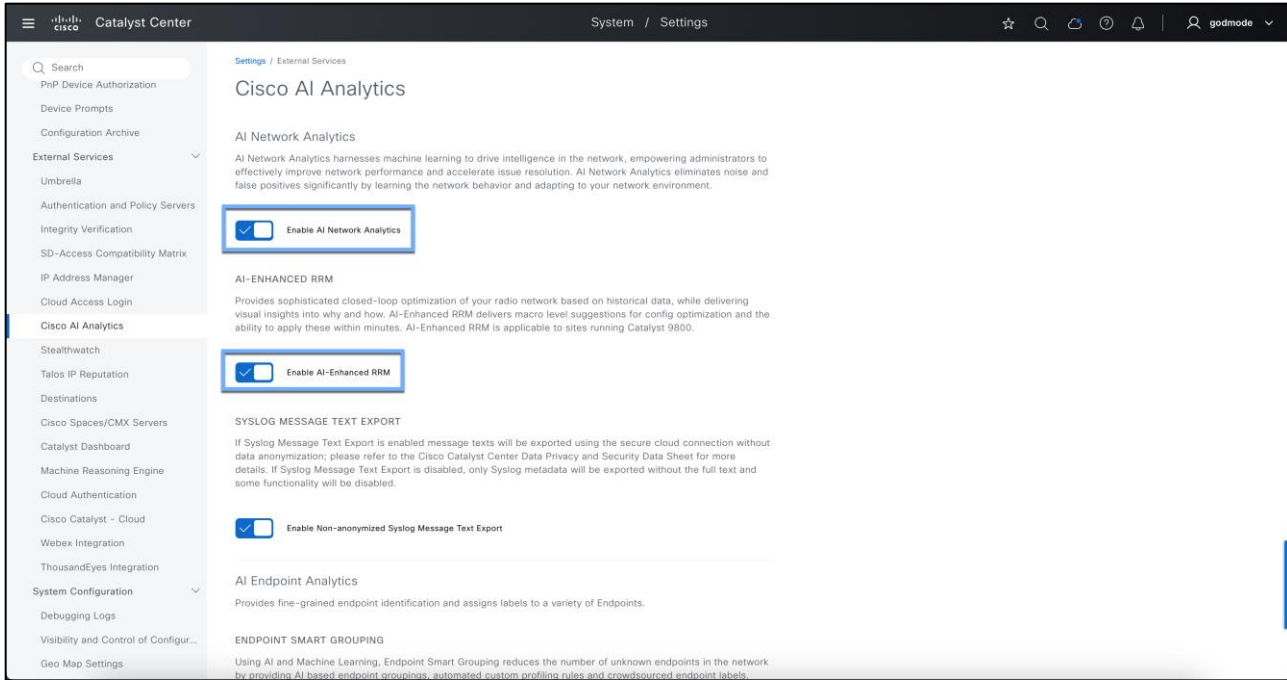 CISCO Catalyst Center
System / Settings
godmode
Search
PnP Device Authorization
Device Prompts
Configuration Archive
External Services
Umbrella
Authentication and Policy Servers
Integrity Verification
SD-Access Compatibility Matrix
IP Address Manager
Cloud Access Login
Cisco AI Analytics
Stealthwatch
Talos IP Reputation
Destinations
Cisco Spaces/CMX Servers
Catalyst Dashboard
Machine Reasoning Engine
Cloud Authentication
Cisco Catalyst - Cloud
Webex Integration
ThousandEyes Integration
System Configuration
Debugging Logs
Visibility and Control of Configur...
Geo Map Settings
Settings / External Services
Cisco AI Analytics
AI Network Analytics
AI Network Analytics harnesses machine learning to drive intelligence in the network, empowering administrators to
effectively improve network performance and accelerate issue resolution. AI Network Analytics eliminates noise and
false positives significantly by learning the network behavior and adapting to your network environment.
Enable AI Network Analytics
AI-ENHANCED RRM
Provides sophisticated closed-loop optimization of your radio network based on historical data, while delivering
visual insights into why and how. AI-Enhanced RRM delivers macro level suggestions for config optimization and the
ability to apply these within minutes. AI-Enhanced RRM is applicable to sites running Catalyst 9800.
Enable AI-Enhanced RRM
SYSLOG MESSAGE TEXT EXPORT
If Syslog Message Text Export is enabled message texts will be exported using the secure cloud connection without
data anonymization; please refer to the Cisco Catalyst Center Data Privacy and Security Data Sheet for more
details. If Syslog Message Text Export is disabled, only Syslog metadata will be exported without the full text and
some functionality will be disabled.
Enable Non-anonymized Syslog Message Text Export
AI Endpoint Analytics
Provides fine-grained endpoint identification and assigns labels to a variety of Endpoints.
ENDPOINT SMART GROUPING
Using AI and Machine Learning, Endpoint Smart Grouping reduces the number of unknown endpoints in the network
by providing AI based endpoint groupings, automated custom profiling rules and crowdsourced endpoint labels.